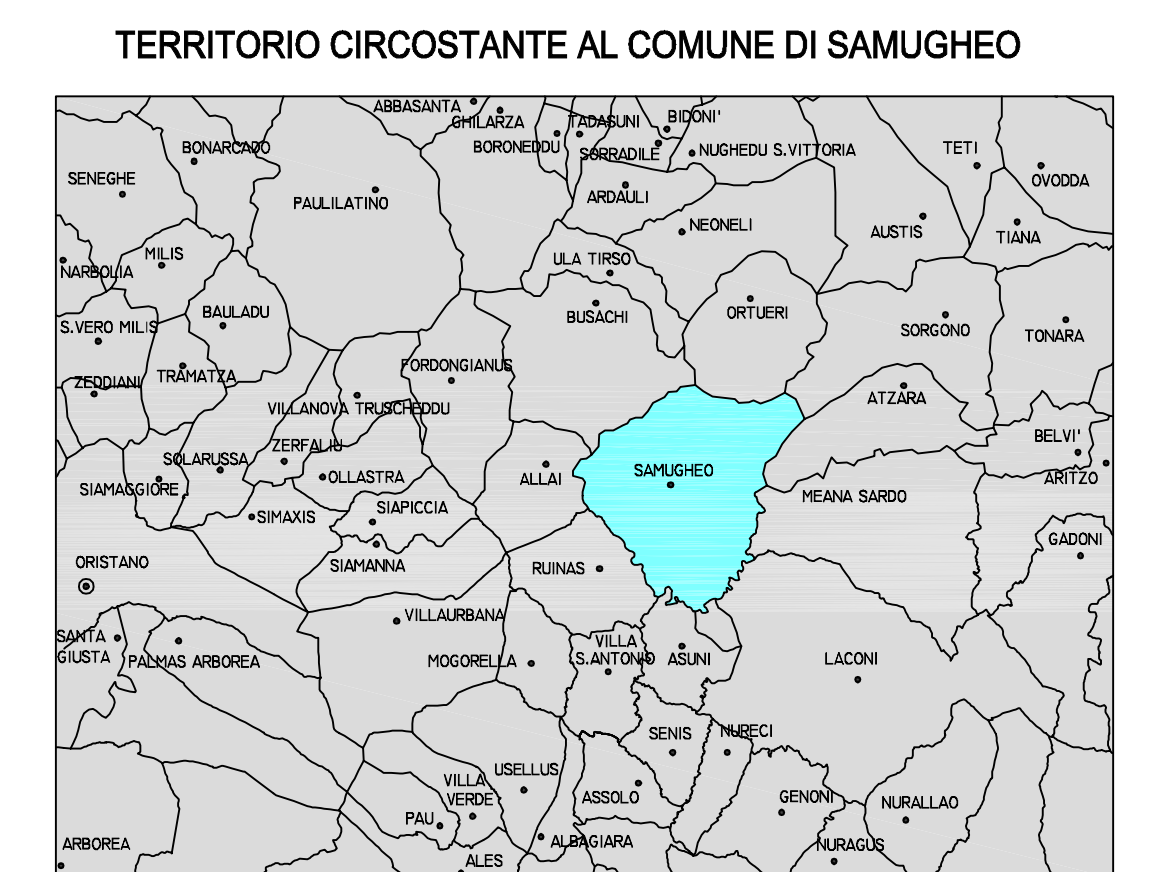 TERRITORIO CIRCOSTANTE AL COMUNE DI SAMUGHEO
ABBASANTA
GHILARZA
TADASUNI
BIDONI'
BONARCADO
BORONEDDU
SORRADILE
NUGHEDU S.VITTORIA
TETI
SENEGHE
OVODDA
PAULILATINO
ARDAULI
NEONELI
AUSTIS
TIANA
MILIS
NARBOLIA
ULA TIRSO
BAULADU
BUSACHI
ORTUERI
S.VERO MILIS
SORGONO
TONARA
FORDONGIANUS
ZEDDIANI
TRAMATZA
ATZARA
VILLANOVA TRUSCHEDDU
BELVI'
ZERFALIU
SOLARUSSA
SAMUGHEO
OLLASTRA
ALLAI
ARITZO
SIAMAGGIORE
MEANA SARDO
SIAPICCIA
SIMAXIS
GADONI
ORISTANO
SIAMANNA
RUINAS
VILLAURBANA
SANTA
GIUSTA
PALMAS ARBOREA
MOGORELLA
VILLA
S.ANTONIO
ASUNI
LACONI
SENIS
NURECI
USELLUS
VILLA
VERDE
ASSOLO
GENONI
NURALLAO
PAU
ARBOREA
ALBAGIARA
NURAGUS
ALES